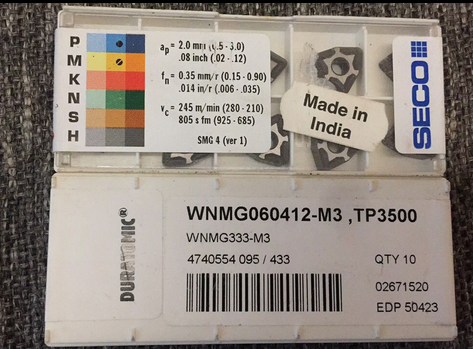 P
M
K
N
S
H
ap = 2.0 mm (.5 - 3.0)
.08 inch (.02 - .12)
fn = 0.35 mm/r (0.15 - 0.90)
.014 in/r (.006 - .035)
vc = 245 m/min (280 - 210)
805 s fm (925 - 685)
SMG 4 (ver 1)
Made in
India
SECO
DURATOMIC®
WNMG060412-M3 ,TP3500
WNMG333-M3
4740554 095 / 433
QTY 10
02671520
EDP 50423